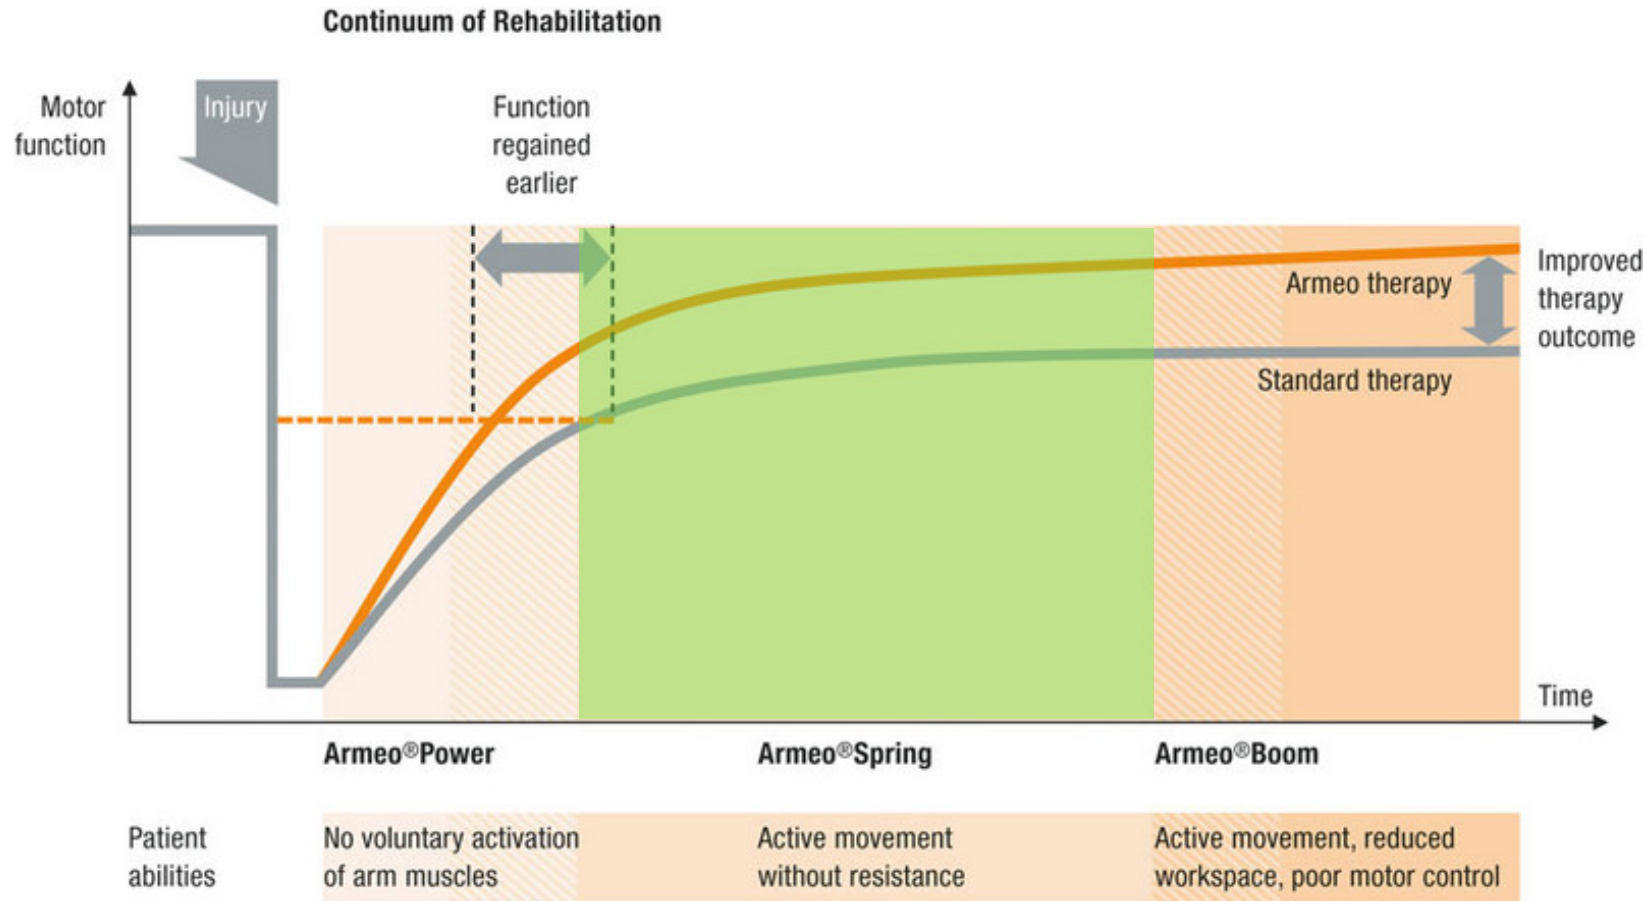 Continuum of Rehabilitation
Motor
function
Injury
Function
regained
earlier
Armeo therapy
Improved
therapy
outcome
Standard therapy
Time
Armeo®Power
Armeo®Spring
Armeo®Boom
Patient
abilities
No voluntary activation
of arm muscles
Active movement
without resistance
Active movement, reduced
workspace, poor motor control